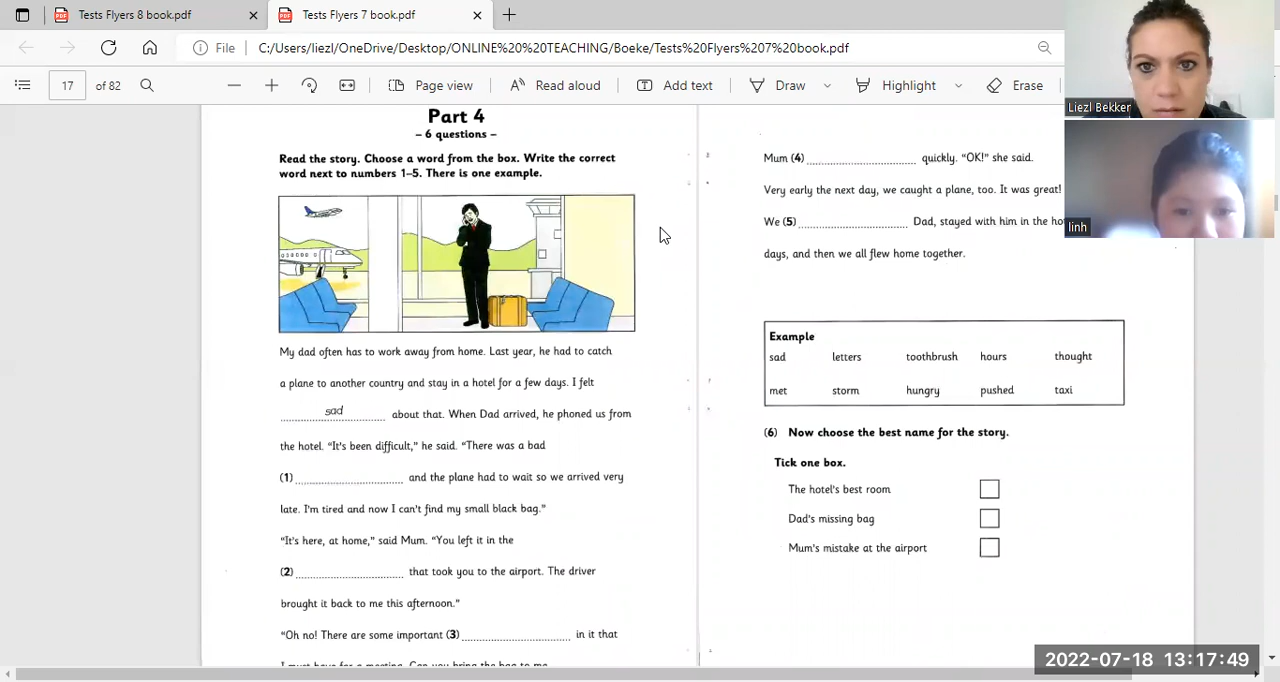 Tests Flyers 8 book.pdf
Tests Flyers 7 book.pdf
File
C:/Users/liezl/OneDrive/Desktop/ONLINE%20%20TEACHING/Boeke/Tests%20Flyers%207%20book.pdf
17 of 82
Page view
Read aloud
Add text
Draw
Highlight
Erase
Liezl Bekker
linh
Part 4
– 6 questions –
Read the story. Choose a word from the box. Write the correct
word next to numbers 1–5. There is one example.
My dad often has to work away from home. Last year, he had to catch
a plane to another country and stay in a hotel for a few days. I felt
sad about that. When Dad arrived, he phoned us from
the hotel. "It's been difficult," he said. "There was a bad
(1) and the plane had to wait so we arrived very
late. I'm tired and now I can't find my small black bag."
"It's here, at home," said Mum. "You left it in the
(2) that took you to the airport. The driver
brought it back to me this afternoon."
"Oh no! There are some important (3) in it that
I must have for a meeting. Can you bring the bag to me
Mum (4) quickly. "OK!" she said.
Very early the next day, we caught a plane, too. It was great!
We (5) Dad, stayed with him in the
days, and then we all flew home together.
Example
sad letters toothbrush hours thought
met storm hungry pushed taxi
(6) Now choose the best name for the story.
Tick one box.
The hotel's best room
Dad's missing bag
Mum's mistake at the airport
2022-07-18 13:17:49